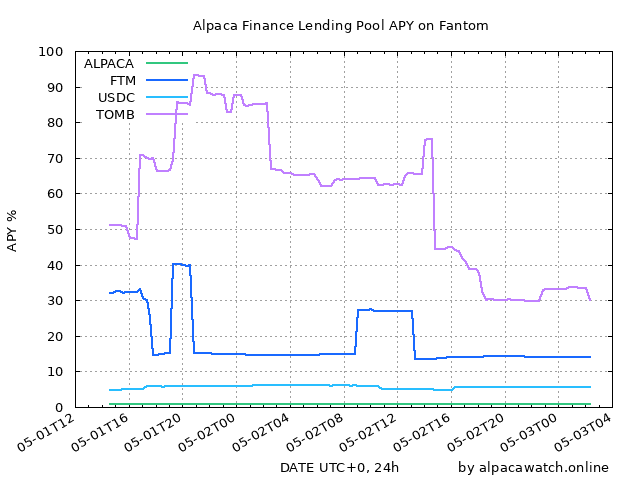 Alpaca Finance Lending Pool APY on Fantom
100
90
80
70
60
50
40
30
20
10
0
APY %
ALPACA
FTM
USDC
TOMB
05-01T12
05-01T16
05-01T20
05-02T00
05-02T04
05-02T08
05-02T12
05-02T16
05-02T20
05-03T00
05-03T04
DATE UTC+0, 24h
by alpacawatch.online